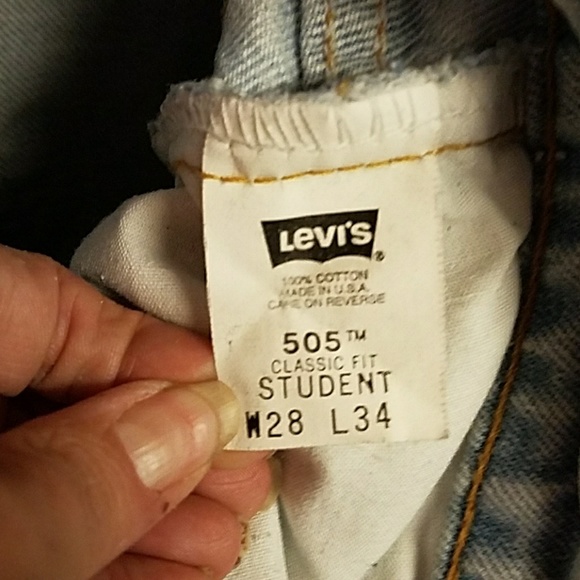 LEVI'S®
100% COTTON
MADE IN U.S.A.
CARE ON REVERSE
505™
CLASSIC FIT
STUDENT
W28 L34